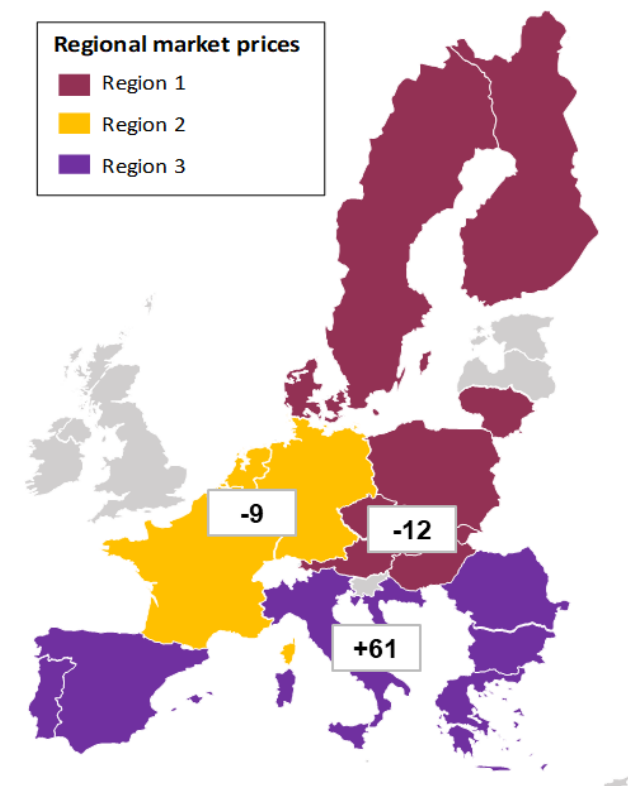 Regional market prices
Region 1
Region 2
Region 3
-9
-12
+61